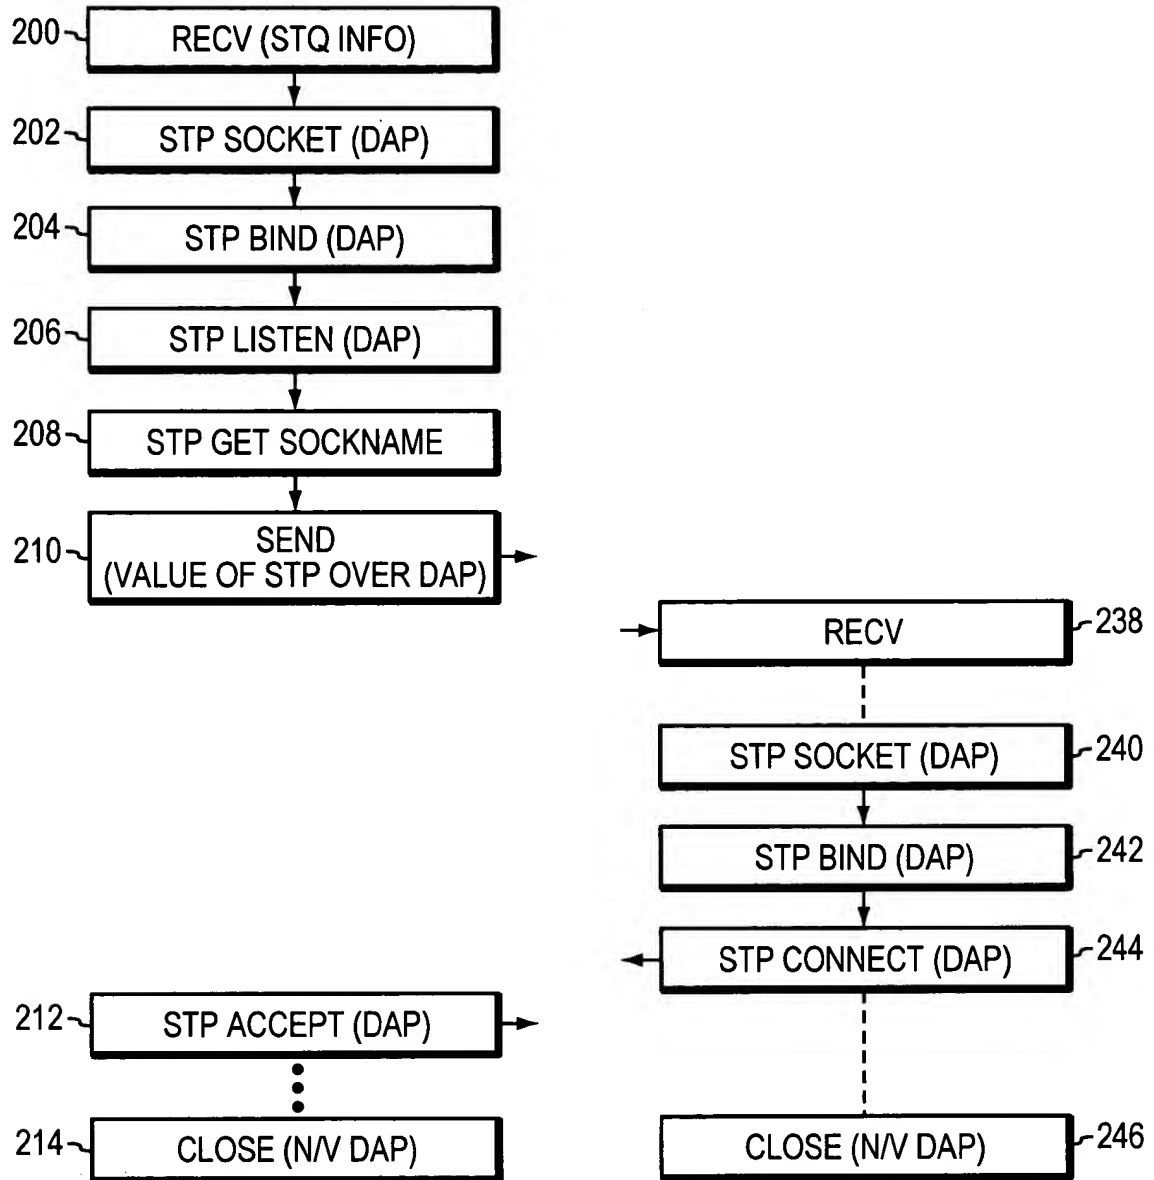 200
RECV (STQ INFO)
202
STP SOCKET (DAP)
204
STP BIND (DAP)
206
STP LISTEN (DAP)
208
STP GET SOCKNAME
210
SEND
(VALUE OF STP OVER DAP)
RECV
238
STP SOCKET (DAP)
240
STP BIND (DAP)
242
STP CONNECT (DAP)
244
212
STP ACCEPT (DAP)
214
CLOSE (N/V DAP)
CLOSE (N/V DAP)
246